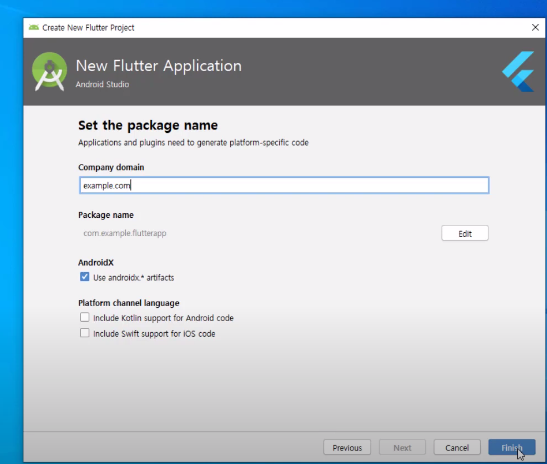 Create New Flutter Project
New Flutter Application
Android Studio
Set the package name
Applications and plugins need to generate platform-specific code
Company domain
example.com
Package name
com.example.flutterapp
Edit
AndroidX
Use androidx.* artifacts
Platform channel language
Include Kotlin support for Android code
Include Swift support for iOS code
Previous Next Cancel Finish